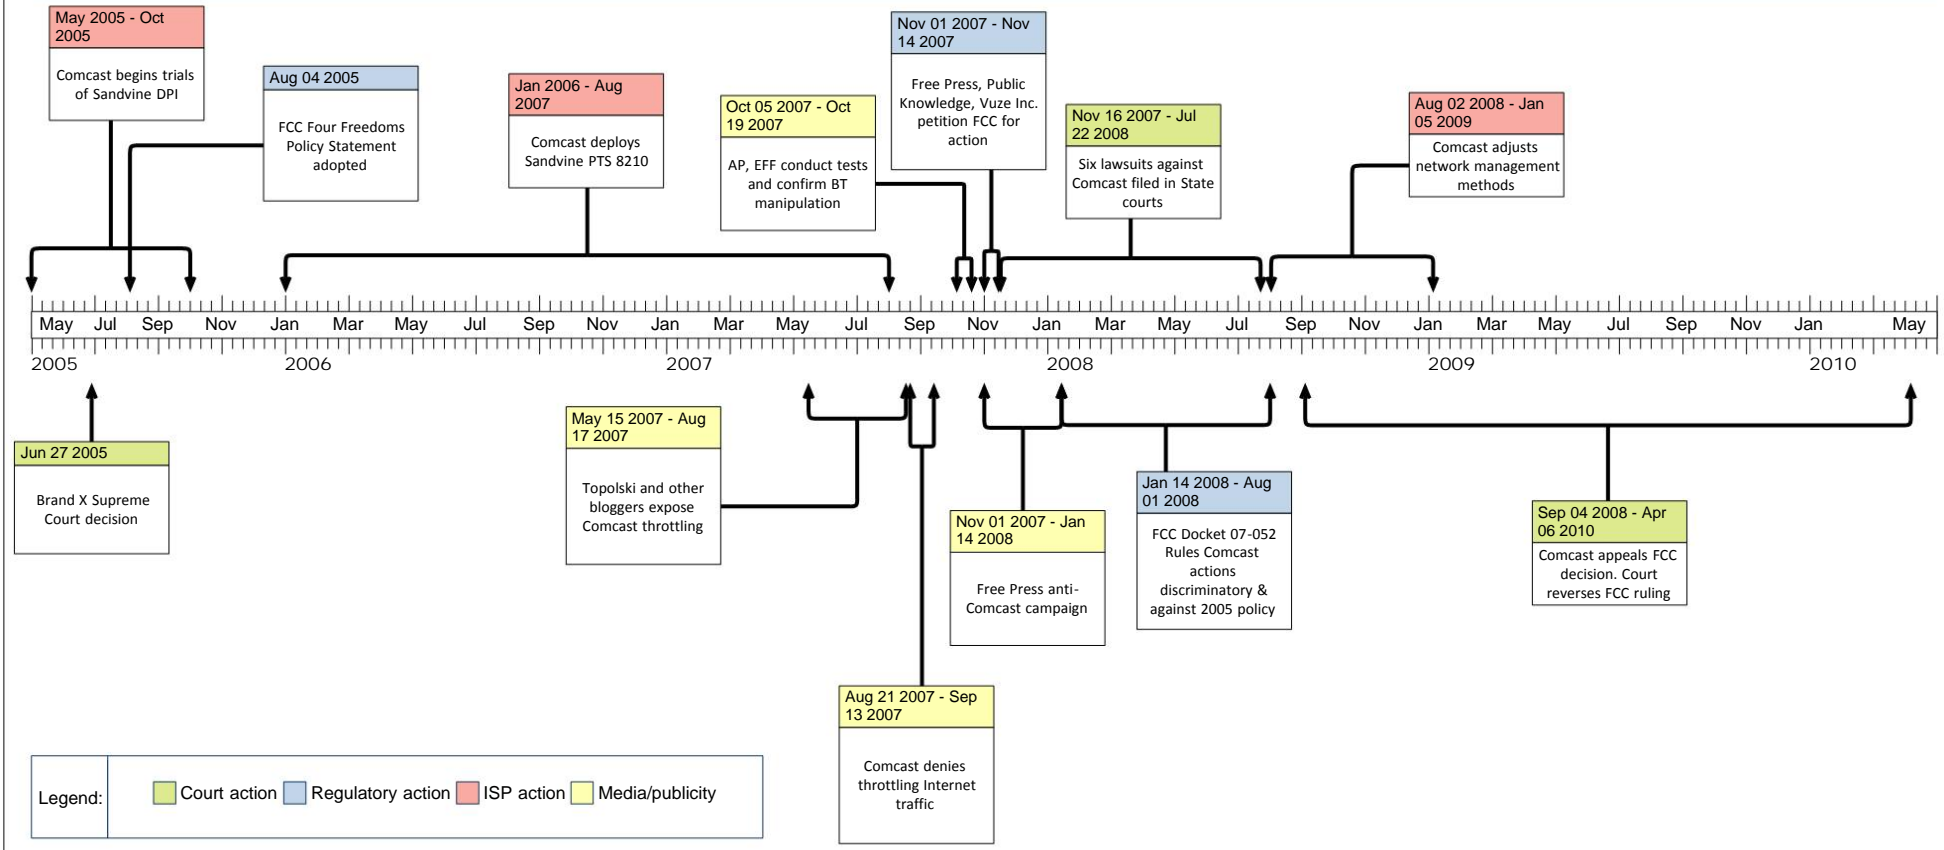 May 2005 - Oct
2005
Comcast begins trials
of Sandvine DPI
Aug 04 2005
FCC Four Freedoms
Policy Statement
adopted
Jan 2006 - Aug
2007
Comcast deploys
Sandvine PTS 8210
Oct 05 2007 - Oct
19 2007
AP, EFF conduct tests
and confirm BT
manipulation
Nov 01 2007 - Nov
14 2007
Free Press, Public
Knowledge, Vuze Inc.
petition FCC for
action
Nov 16 2007 - Jul
22 2008
Six lawsuits against
Comcast filed in State
courts
Aug 02 2008 - Jan
05 2009
Comcast adjusts
network management
methods
May Jul Sep Nov Jan Mar May Jul Sep Nov Jan Mar May Jul Sep Nov Jan Mar May Jul Sep Nov Jan Mar May Jul Sep Nov Jan May
2005 2006 2007 2008 2009 2010
Jun 27 2005
Brand X Supreme
Court decision
May 15 2007 - Aug
17 2007
Topolski and other
bloggers expose
Comcast throttling
Aug 21 2007 - Sep
13 2007
Comcast denies
throttling Internet
traffic
Nov 01 2007 - Jan
14 2008
Free Press anti-
Comcast campaign
Jan 14 2008 - Aug
01 2008
FCC Docket 07-052
Rules Comcast
actions
discriminatory &
against 2005 policy
Sep 04 2008 - Apr
06 2010
Comcast appeals FCC
decision. Court
reverses FCC ruling
Legend: Court action Regulatory action ISP action Media/publicity